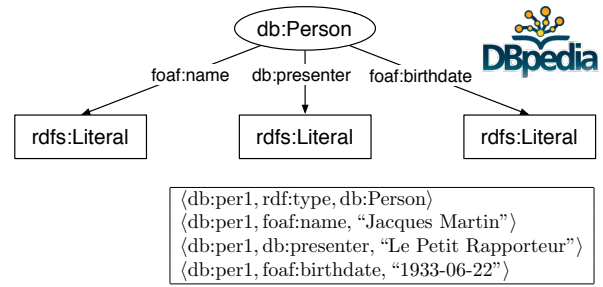 db:Person
DBpedia
foaf:name db:presenter foaf:birthdate
rdfs:Literal rdfs:Literal rdfs:Literal
⟨db:per1, rdf:type, db:Person⟩
⟨db:per1, foaf:name, “Jacques Martin”⟩
⟨db:per1, db:presenter, “Le Petit Rapporteur”⟩
⟨db:per1, foaf:birthdate, “1933-06-22”⟩